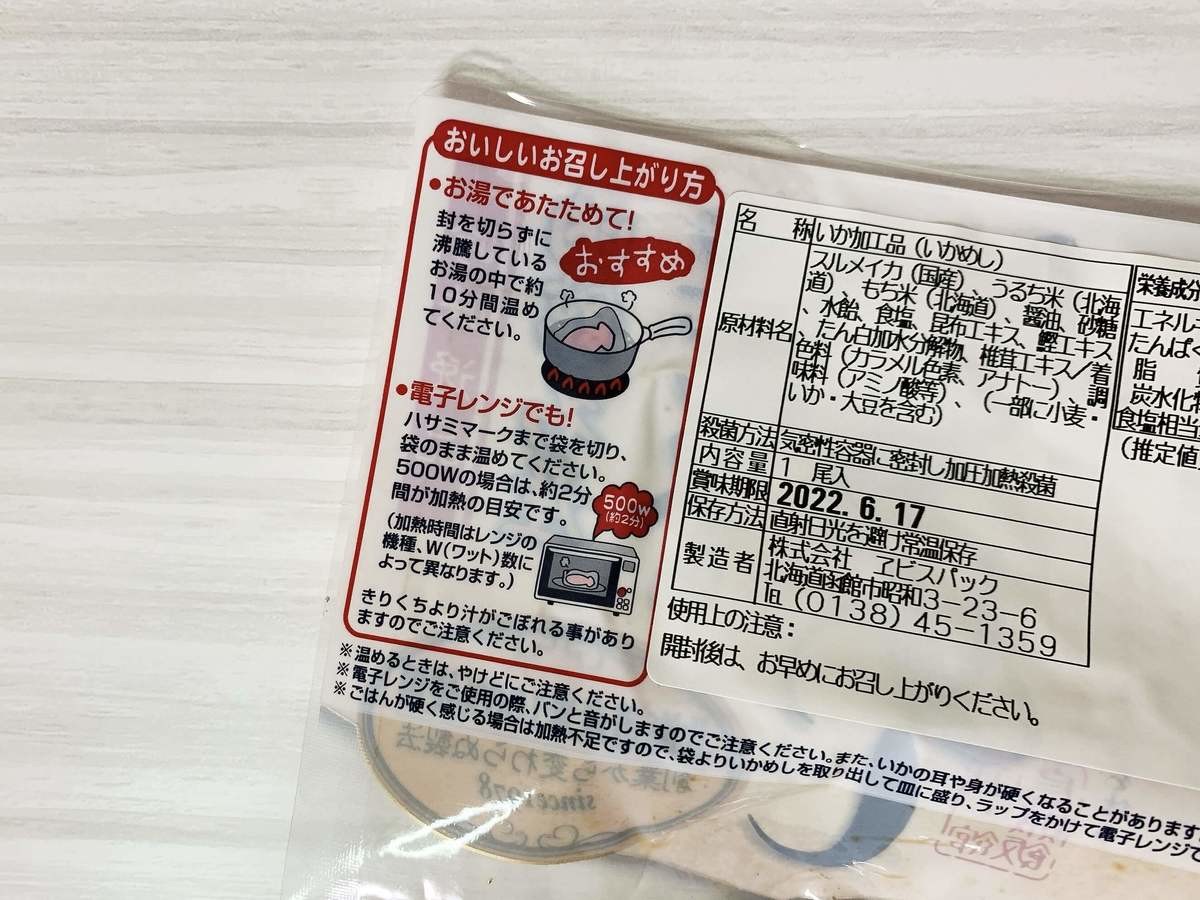 おいしいお召し上がり方
●お湯であたためて!
封を切らずに
沸騰している
お湯の中で約
10分間温め
てください。
おすすめ
●電子レンジでも!
ハサミマークまで袋を切り、
袋のまま温めてください。
500Wの場合は、約2分
間が加熱の目安です。
(加熱時間はレンジの
機種、W(ワット)数に
よって異なります。)
500W
(約2分)
きりくちより汁がこぼれる事があり
ますのでご注意ください。
※温めるときは、やけどにご注意ください。
※電子レンジをご使用の際、パンと音がしますのでご注意ください。また、いかの耳や身が硬くなることがあります
※ごはんが硬く感じる場合は加熱不足ですので、袋よりいかめしを取り出して皿に盛り、ラップをかけて電子レンジで
名称 いか加工品(いかめし)
原材料名 スルメイカ(国産)、うるち米(北海
道)、もち米(北海道)、醤油、砂糖
、水飴、食塩、昆布エキス、鰹エキス
、たん白加水分解物、椎茸エキス/着
色料(カラメル色素、アナトー)、調
味料(アミノ酸等)、(一部に小麦・
いか・大豆を含む)
殺菌方法 気密性容器に密封し加圧加熱殺菌
内容量 1尾入
賞味期限 2022.6.17
保存方法 直射日光を避け常温保存
製造者 株式会社 ヱビスパック
北海道函館市昭和3-23-6
℡(0138)45-1359
使用上の注意:
開封後は、お早めにお召し上がりください。
栄養成分
エネルギ
たんぱく
脂
炭水化物
食塩相当
(推定値
創業から変わらぬ製法
since1978